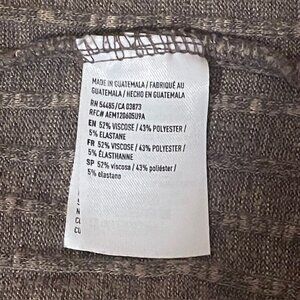 MADE IN GUATEMALA / FABRIQUÉ AU
GUATEMALA / HECHO EN GUATEMALA
RN 54485 / CA 03873
RFC# AEM120605U9A
EN 52% VISCOSE / 43% POLYESTER /
5% ELASTANE
FR 52% VISCOSE / 43% POLYESTER /
5% ÉLASTHANNE
SP 52% viscosa / 43% poliéster /
5% elastano